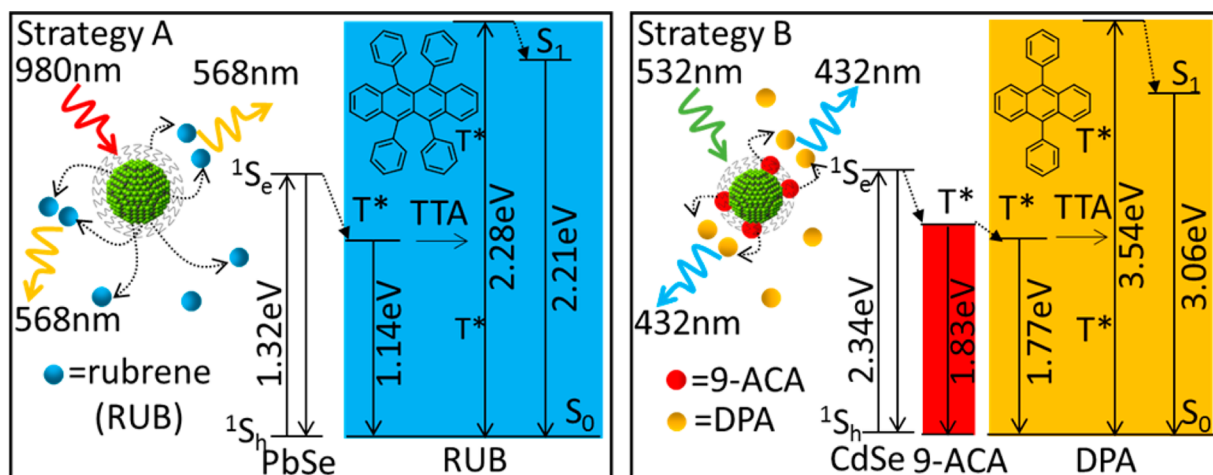 Strategy A
980nm
568nm
568nm
=rubrene
(RUB)
¹Sₑ
¹Sₕ
1.32eV
PbSe
T*
TTA
1.14eV
T*
T*
2.28eV
S₁
2.21eV
S₀
RUB
Strategy B
532nm
432nm
432nm
=9-ACA
=DPA
¹Sₑ
¹Sₕ
2.34eV
CdSe
T*
1.83eV
9-ACA
T*
TTA
1.77eV
T*
T*
3.54eV
S₁
3.06eV
S₀
DPA